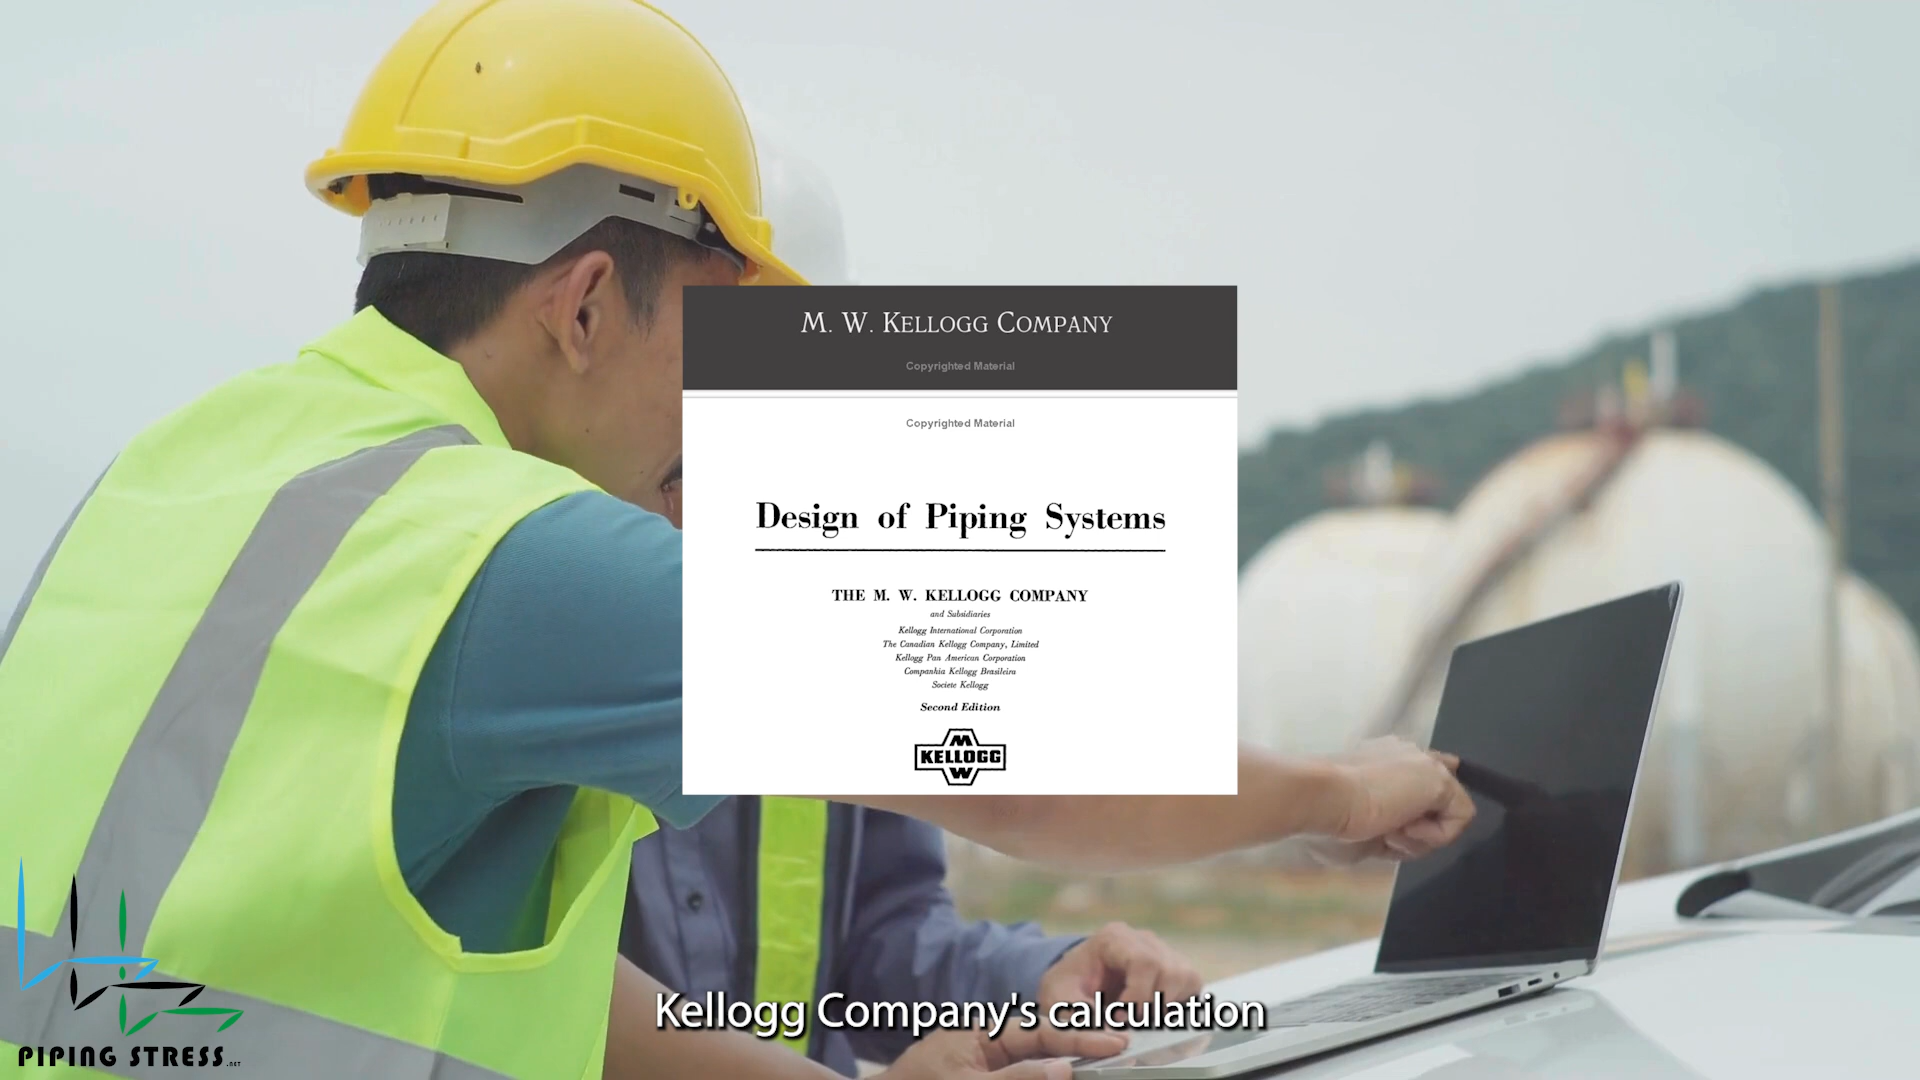 M. W. KELLOGG COMPANY
Copyrighted Material
Copyrighted Material
Design of Piping Systems
THE M. W. KELLOGG COMPANY
and Subsidiaries
Kellogg International Corporation
The Canadian Kellogg Company, Limited
Kellogg Pan American Corporation
Companhia Kellogg Brasileira
Societe Kellogg
Second Edition
M
KELLOGG
W
Kellogg Company's calculation
PIPING STRESS.NET